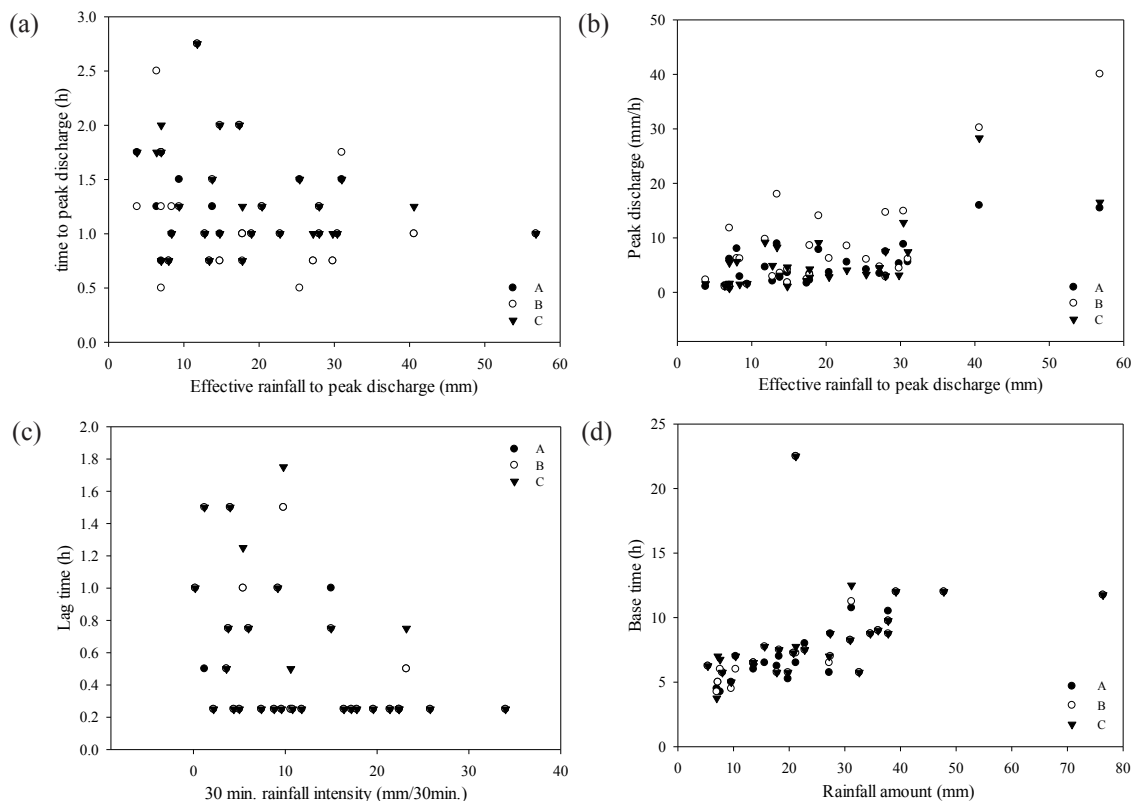 (a)
3.0
2.5
2.0
1.5
1.0
0.5
0.0
time to peak discharge (h)
0 10 20 30 40 50 60
Effective rainfall to peak discharge (mm)
A
B
C
(b)
50
40
30
20
10
0
Peak discharge (mm/h)
0 10 20 30 40 50 60
Effective rainfall to peak discharge (mm)
A
B
C
(c)
2.0
1.8
1.6
1.4
1.2
1.0
0.8
0.6
0.4
0.2
0.0
Lag time (h)
0 10 20 30 40
30 min. rainfall intensity (mm/30min.)
A
B
C
(d)
25
20
15
10
5
0
Base time (h)
0 10 20 30 40 50 60 70 80
Rainfall amount (mm)
A
B
C